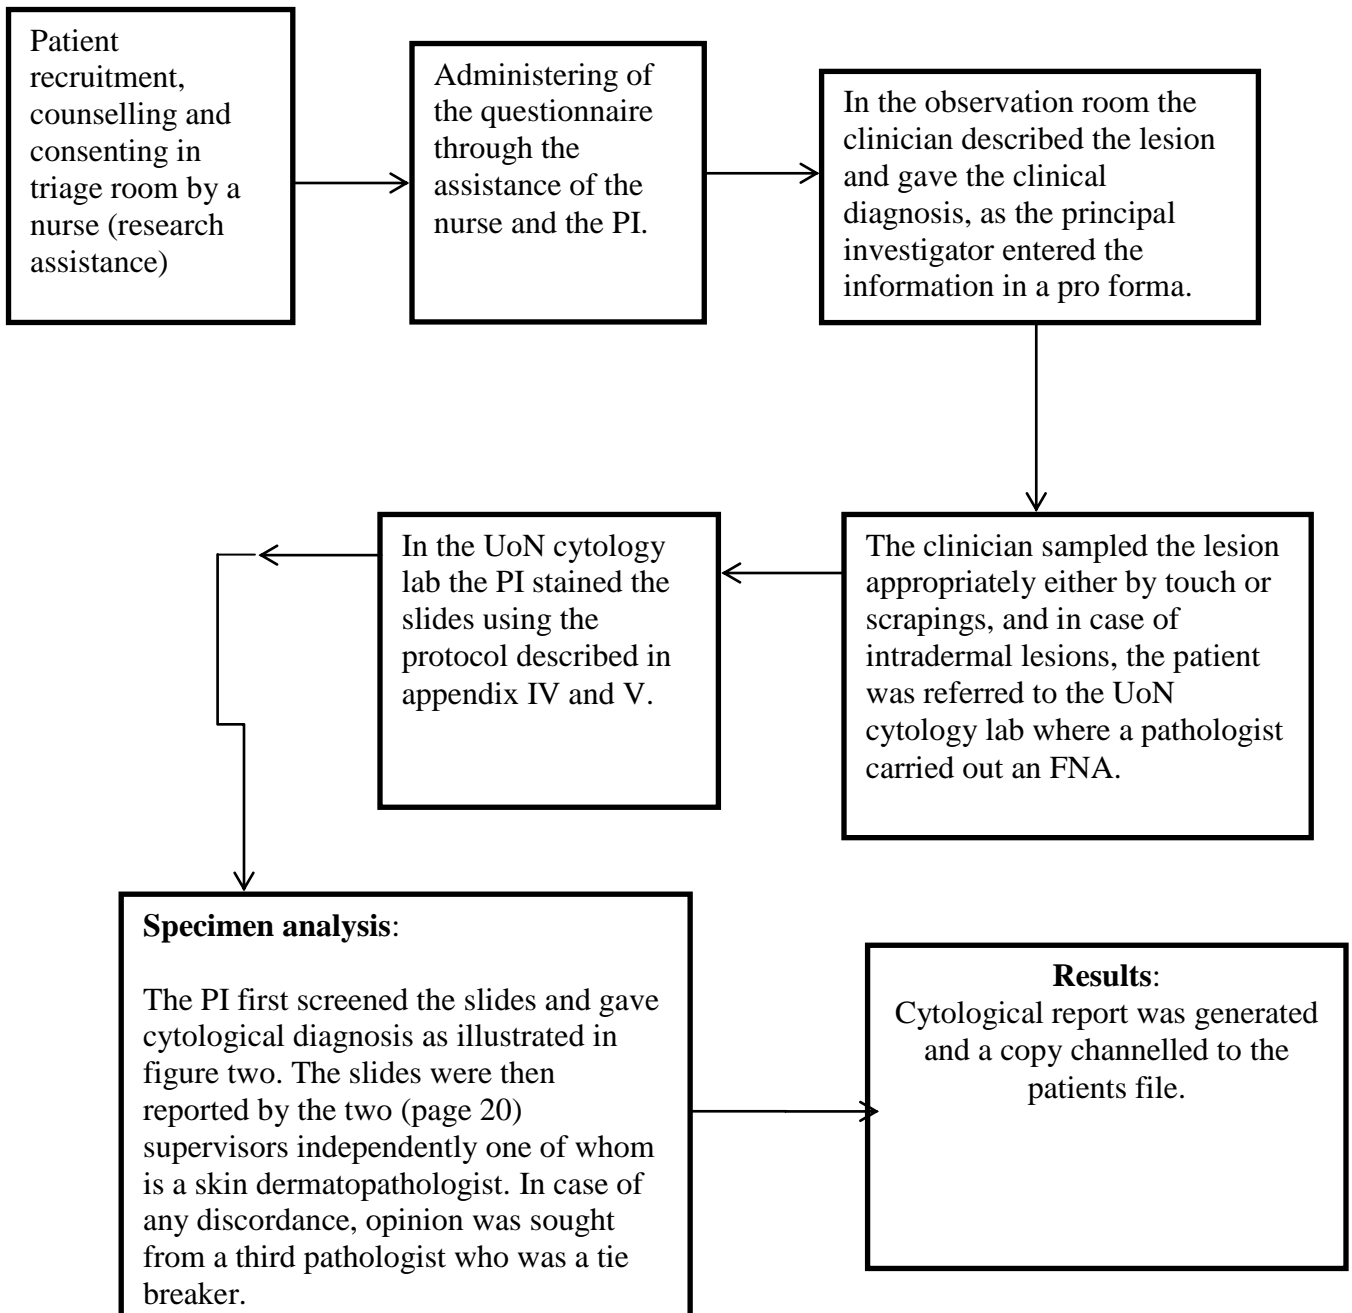 Patient
recruitment,
counselling and
consenting in
triage room by a
nurse (research
assistance)
Administering of
the questionnaire
through the
assistance of the
nurse and the PI.
In the observation room the
clinician described the lesion
and gave the clinical
diagnosis, as the principal
investigator entered the
information in a pro forma.
The clinician sampled the lesion
appropriately either by touch or
scrapings, and in case of
intradermal lesions, the patient
was referred to the UoN
cytology lab where a pathologist
carried out an FNA.
In the UoN cytology
lab the PI stained the
slides using the
protocol described in
appendix IV and V.
Specimen analysis:
The PI first screened the slides and gave
cytological diagnosis as illustrated in
figure two. The slides were then
reported by the two (page 20)
supervisors independently one of whom
is a skin dermatopathologist. In case of
any discordance, opinion was sought
from a third pathologist who was a tie
breaker.
Results:
Cytological report was generated
and a copy channelled to the
patients file.